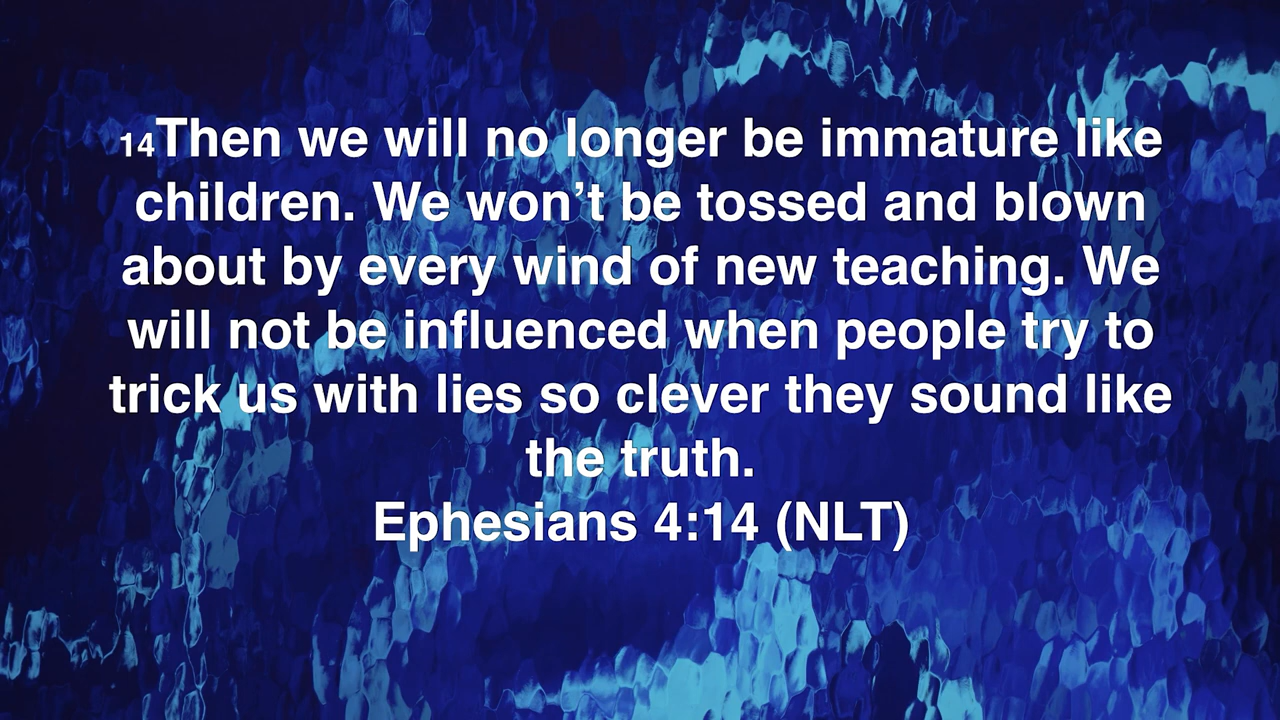 14Then we will no longer be immature like
children. We won’t be tossed and blown
about by every wind of new teaching. We
will not be influenced when people try to
trick us with lies so clever they sound like
the truth.
Ephesians 4:14 (NLT)